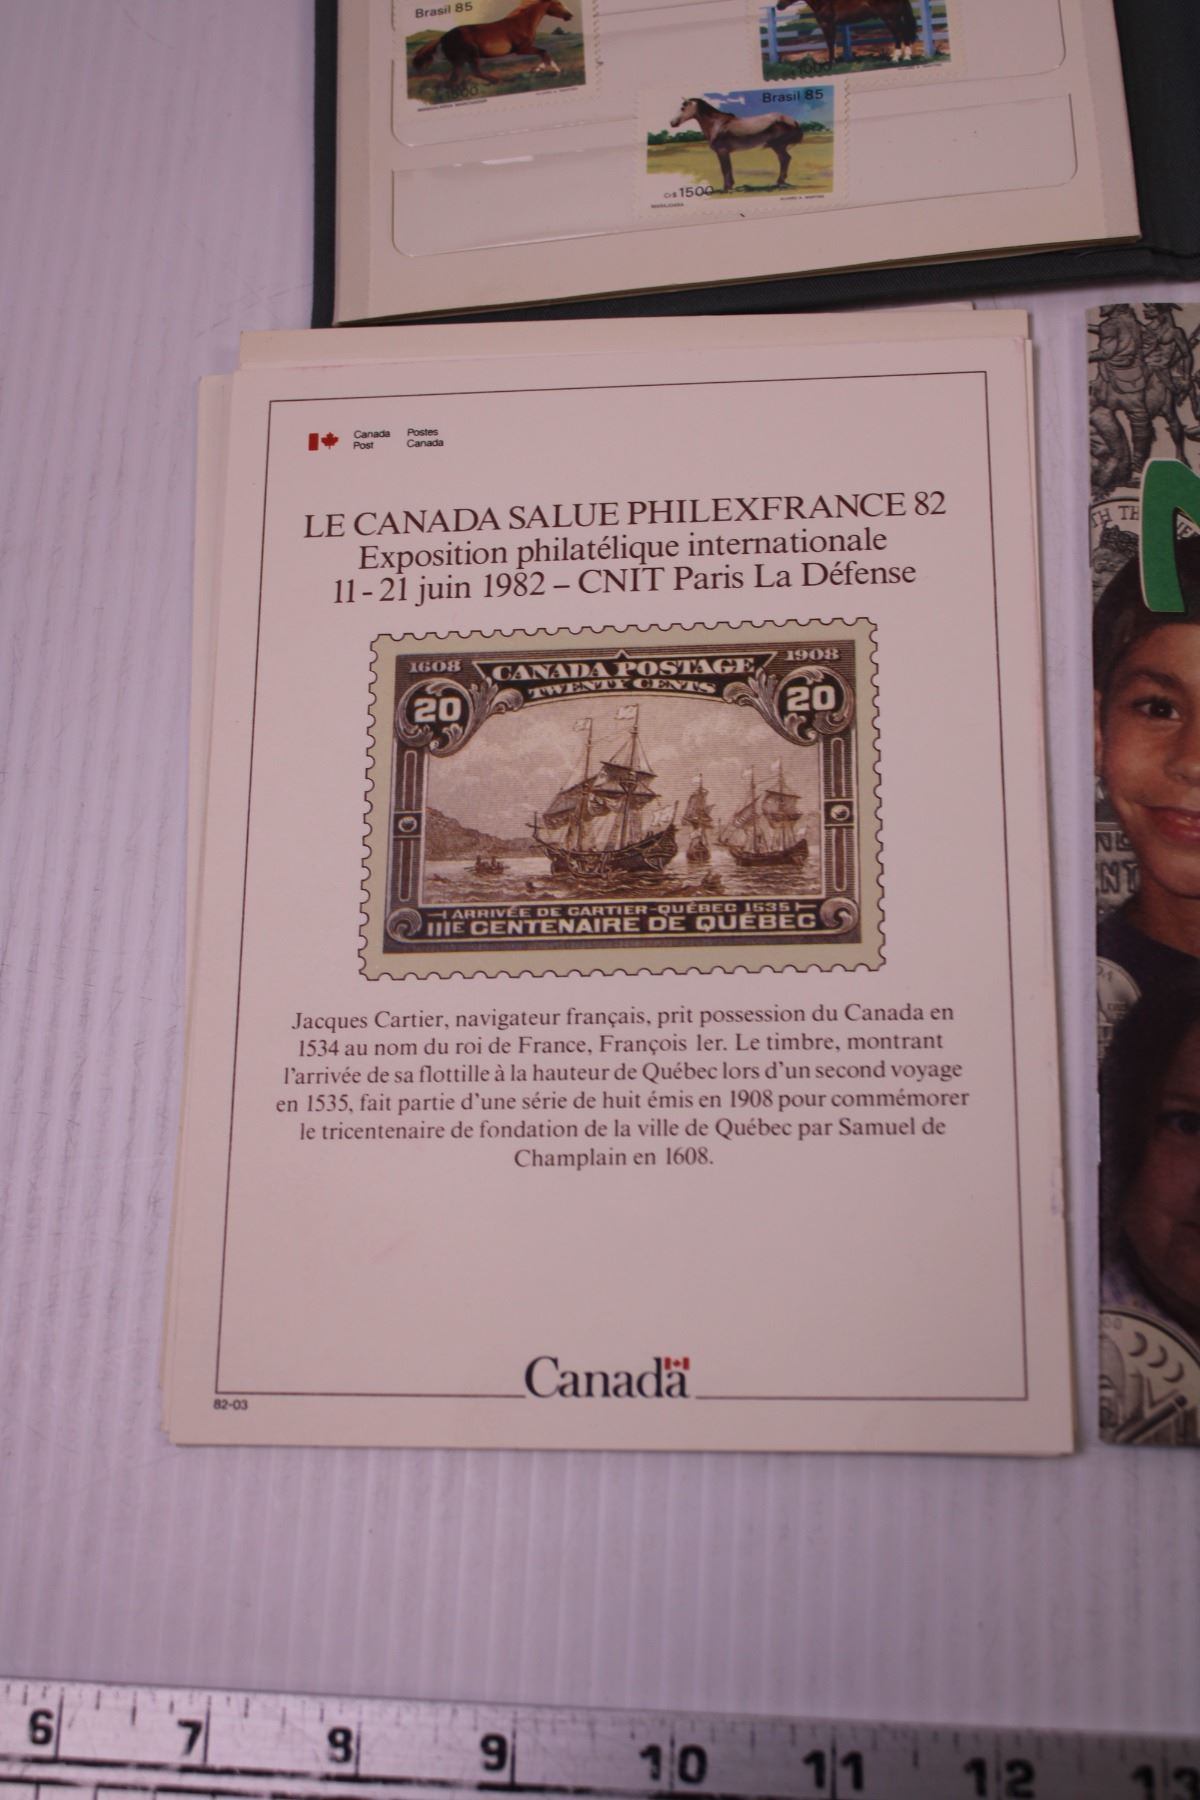 Brasil 85
1500
1000
Brasil 85
Cr$ 1500
MARAJOARA
Canada Post
Postes Canada
LE CANADA SALUE PHILEXFRANCE 82
Exposition philatélique internationale
11-21 juin 1982 – CNIT Paris La Défense
1608 1908
CANADA POSTAGE
TWENTY CENTS
20 20
ARRIVÉE DE CARTIER-QUÉBEC 1535
IIIE CENTENAIRE DE QUÉBEC
Jacques Cartier, navigateur français, prit possession du Canada en
1534 au nom du roi de France, François 1er. Le timbre, montrant
l'arrivée de sa flottille à la hauteur de Québec lors d'un second voyage
en 1535, fait partie d'une série de huit émis en 1908 pour commémorer
le tricentenaire de fondation de la ville de Québec par Samuel de
Champlain en 1608.
Canada
82-03
6 7 8 9 10 11 12 13